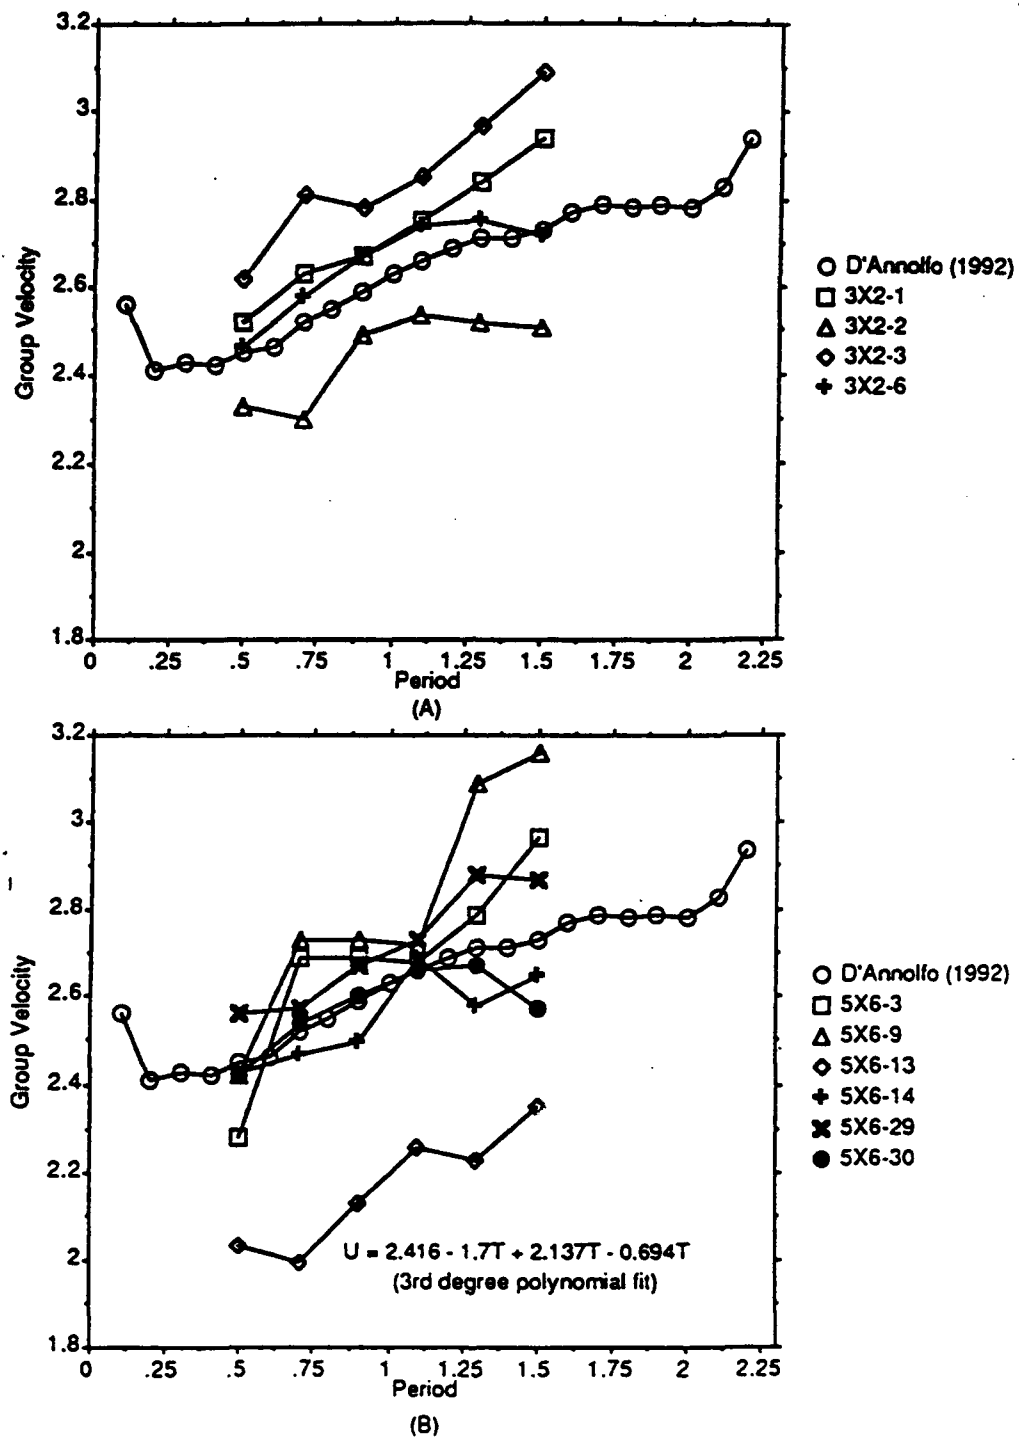 3.2
3
2.8
2.6
2.4
2.2
2
1.8
Group Velocity
0 .25 .5 .75 1 1.25 1.5 1.75 2 2.25
Period
(A)
D'Annolfo (1992)
3X2-1
3X2-2
3X2-3
3X2-6
3.2
3
2.8
2.6
2.4
2.2
2
1.8
Group Velocity
U = 2.416 - 1.7T + 2.137T - 0.694T
(3rd degree polynomial fit)
0 .25 .5 .75 1 1.25 1.5 1.75 2 2.25
Period
(B)
D'Annolfo (1992)
5X6-3
5X6-9
5X6-13
5X6-14
5X6-29
5X6-30